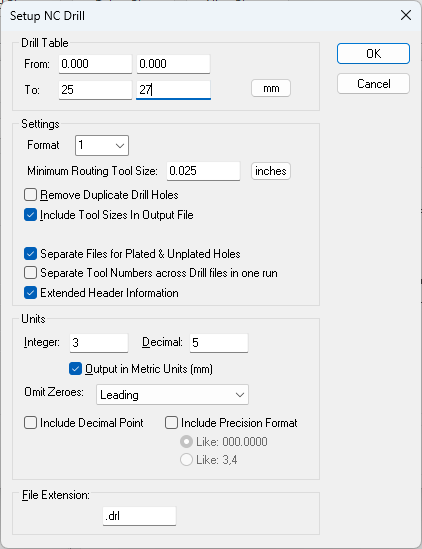 Setup NC Drill
Drill Table
From: 0.000 0.000
To: 25 27 mm
OK
Cancel
Settings
Format 1
Minimum Routing Tool Size: 0.025 inches
Remove Duplicate Drill Holes
Include Tool Sizes In Output File
Separate Files for Plated & Unplated Holes
Separate Tool Numbers across Drill files in one run
Extended Header Information
Units
Integer: 3 Decimal: 5
Output in Metric Units (mm)
Omit Zeroes: Leading
Include Decimal Point Include Precision Format
Like: 000.0000
Like: 3,4
File Extension:
.drl